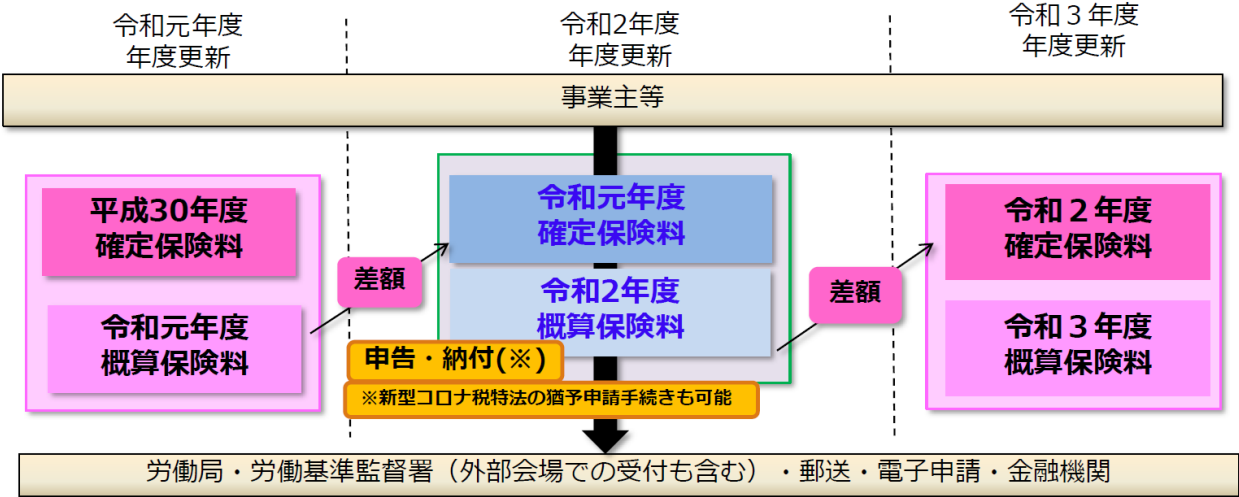 令和元年度
年度更新
令和2年度
年度更新
令和３年度
年度更新
事業主等
平成30年度
確定保険料
令和元年度
概算保険料
差額
令和元年度
確定保険料
令和2年度
概算保険料
申告・納付(※)
※新型コロナ税特法の猶予申請手続きも可能
差額
令和２年度
確定保険料
令和３年度
概算保険料
労働局・労働基準監督署（外部会場での受付も含む）・郵送・電子申請・金融機関